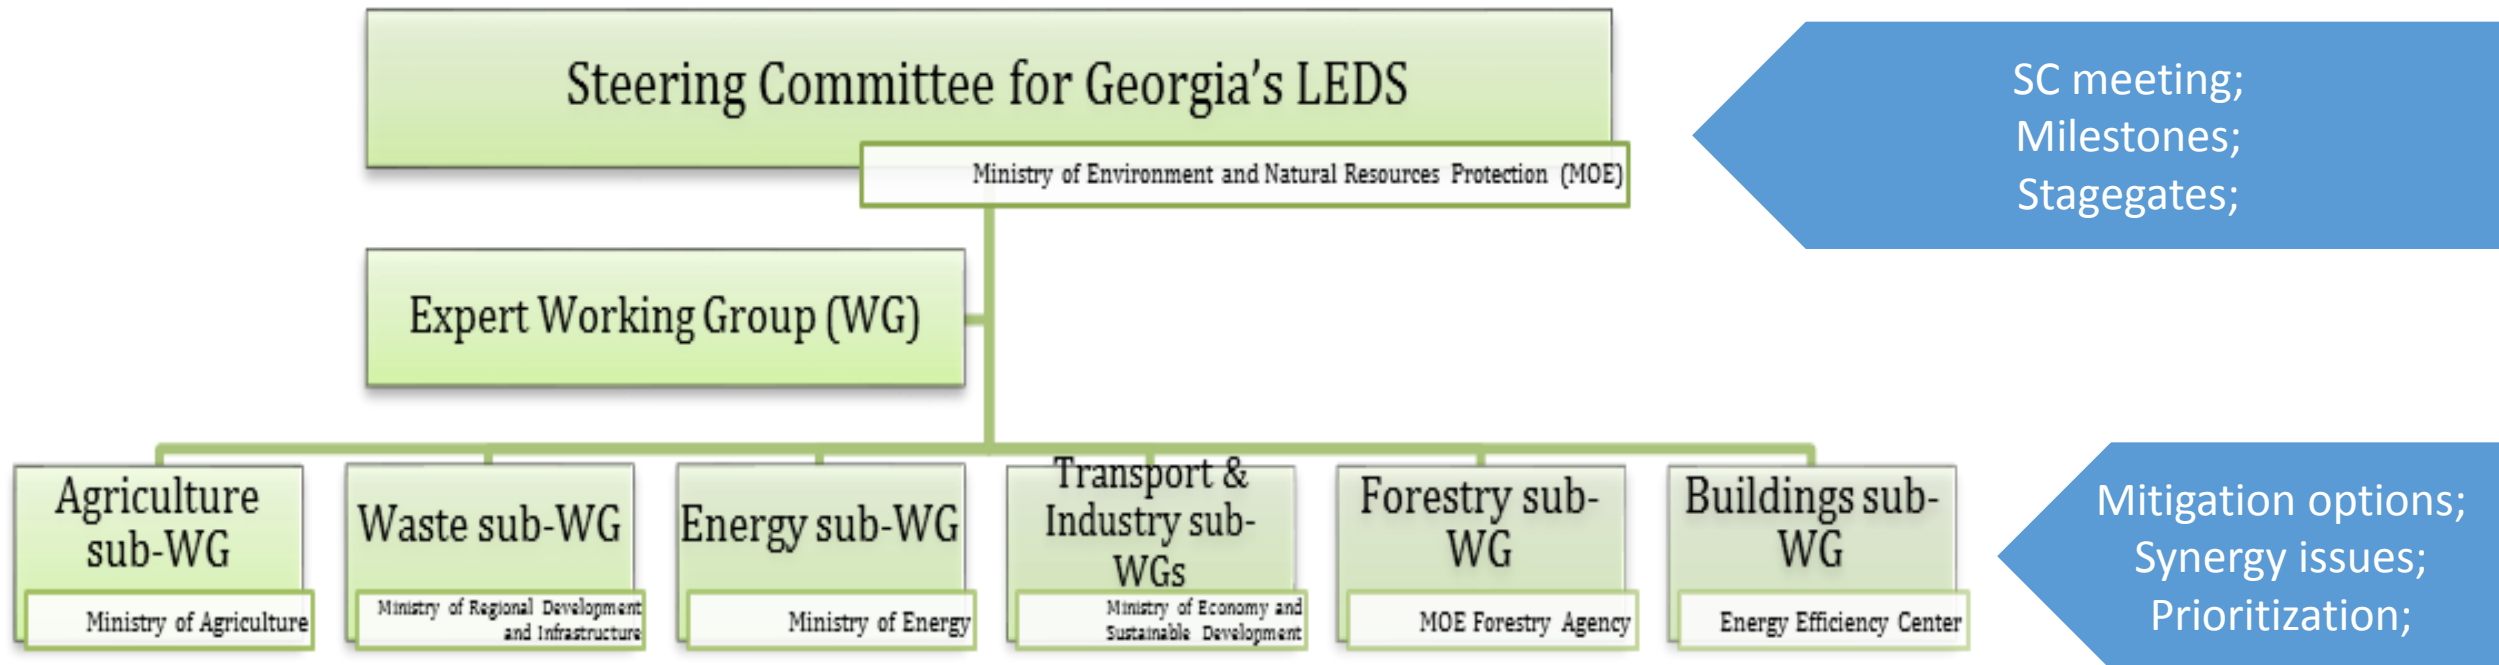 Steering Committee for Georgia's LEDS
Ministry of Environment and Natural Resources Protection (MOE)
SC meeting;
Milestones;
Stagegates;
Expert Working Group (WG)
Agriculture
sub-WG
Ministry of Agriculture
Waste sub-WG
Ministry of Regional Development
and Infrastructure
Energy sub-WG
Ministry of Energy
Transport &
Industry sub-
WGs
Ministry of Economy and
Sustainable Development
Forestry sub-
WG
MOE Forestry Agency
Buildings sub-
WG
Energy Efficiency Center
Mitigation options;
Synergy issues;
Prioritization;